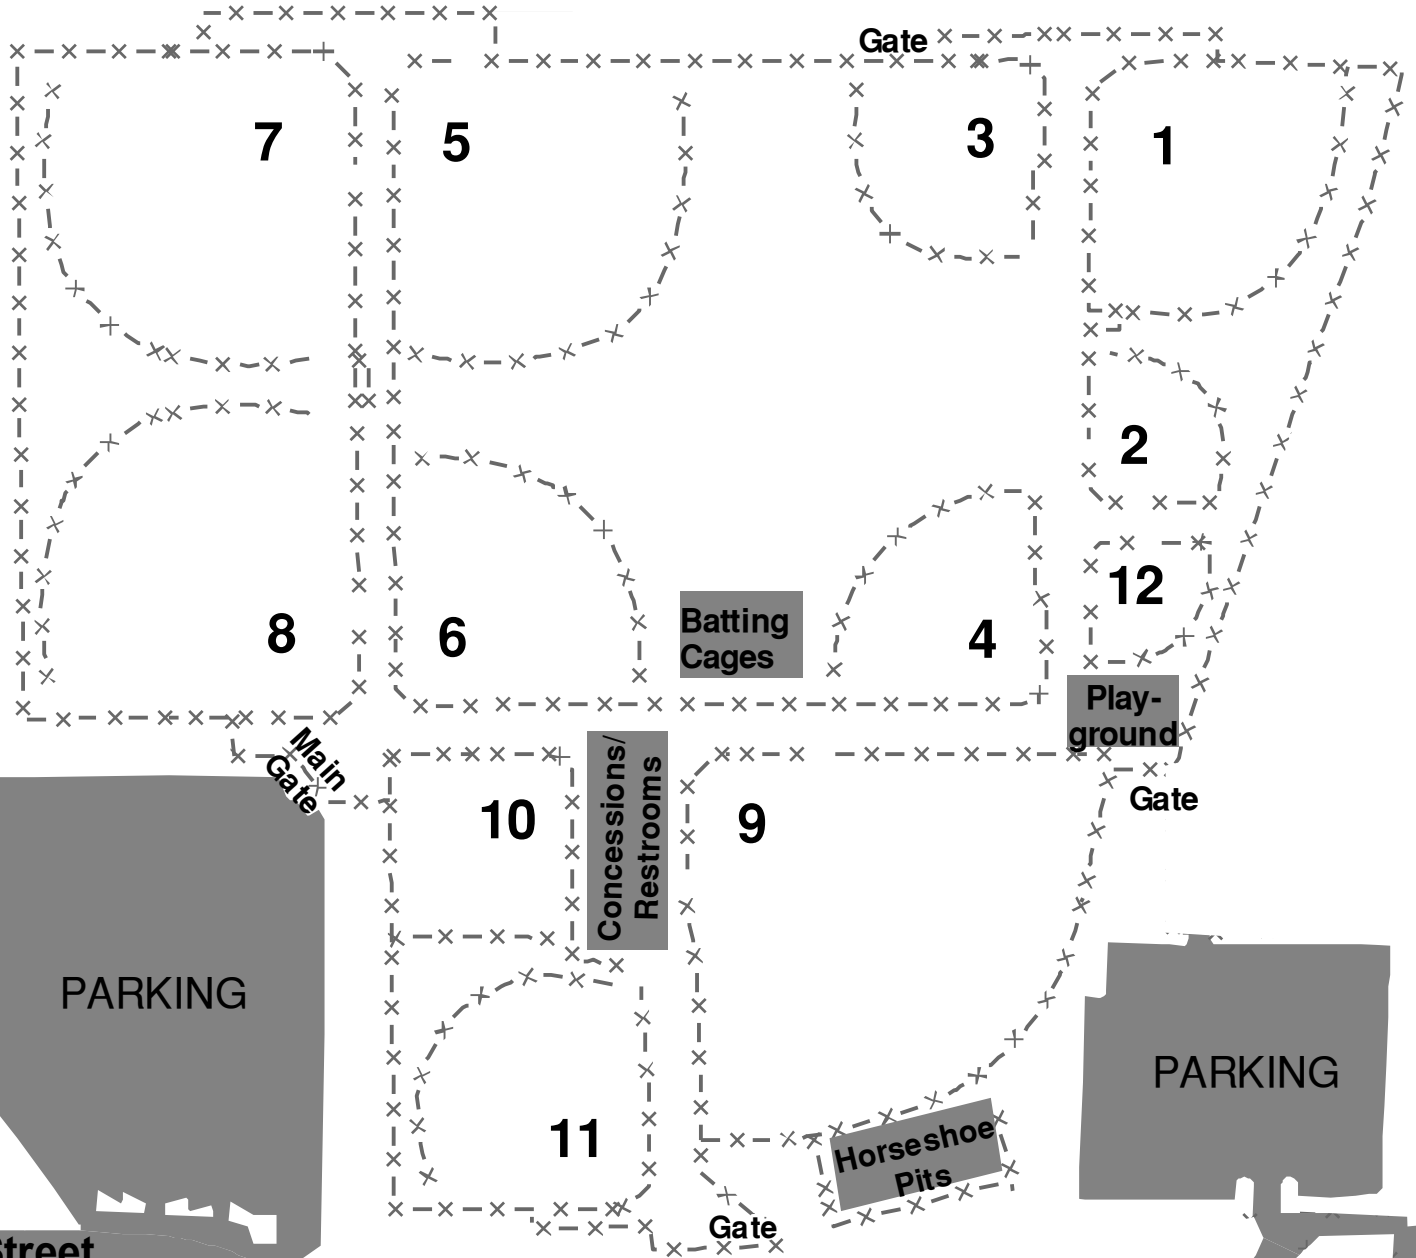 Gate
7
5
3
1
2
12
8
6
Batting
Cages
4
Play-
ground
Main
Gate
10
Concessions/
Restrooms
9
Gate
PARKING
PARKING
11
Horseshoe
Pits
Gate
Street